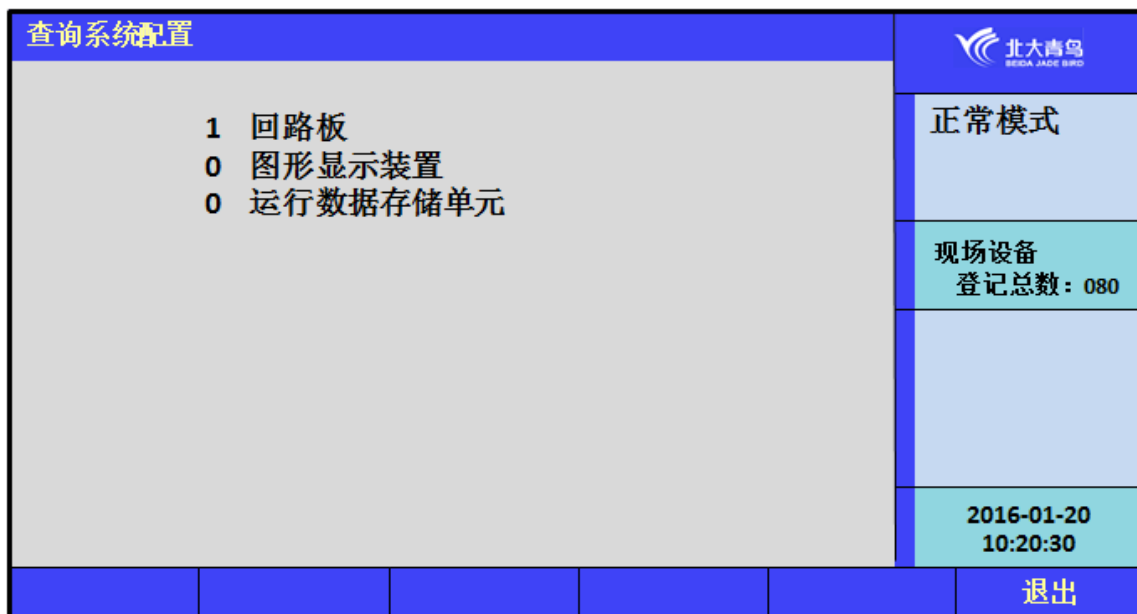 查询系统配置
1 回路板
0 图形显示装置
0 运行数据存储单元
北大青鸟
BEIDA JADE BIRD
正常模式
现场设备
登记总数：080
2016-01-20
10:20:30
退出